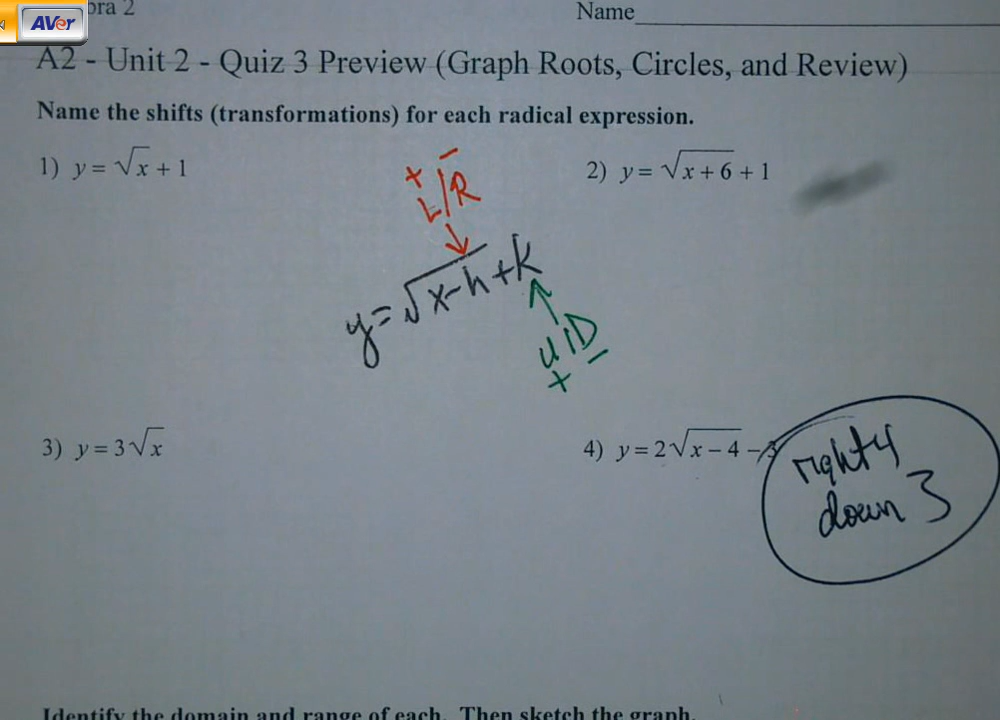 AVer
bra 2
Name
A2 - Unit 2 - Quiz 3 Preview (Graph Roots, Circles, and Review)
Name the shifts (transformations) for each radical expression.
1) y = √x + 1
2) y = √(x + 6) + 1
+ −
L/R
y = √(x-h) + k
U/D
+ −
3) y = 3√x
4) y = 2√(x − 4) − 3
right 4
down 3
Identify the domain and range of each. Then sketch the graph.